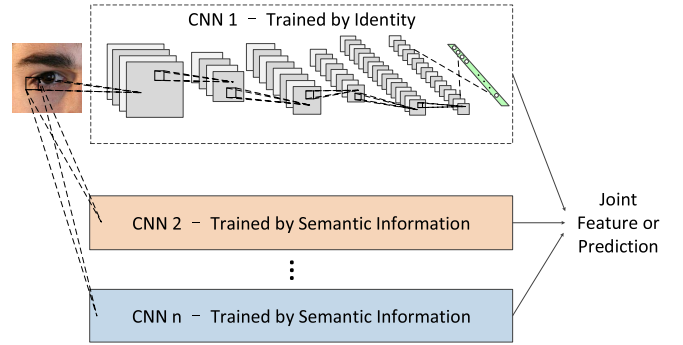 CNN 1 – Trained by Identity
CNN 2 – Trained by Semantic Information
CNN n – Trained by Semantic Information
Joint
Feature or
Prediction